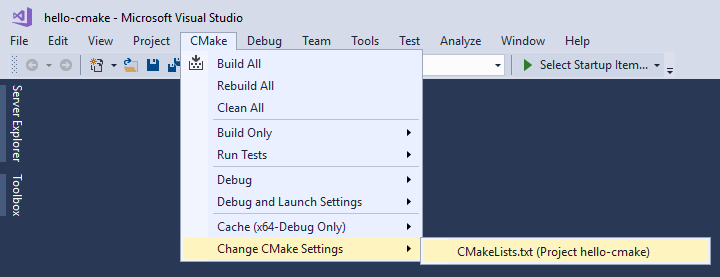 hello-cmake - Microsoft Visual Studio
File Edit View Project CMake Debug Team Tools Test Analyze Window Help
Select Startup Item...
Server Explorer
Toolbox
Build All
Rebuild All
Clean All
Build Only
Run Tests
Debug
Debug and Launch Settings
Cache (x64-Debug Only)
Change CMake Settings
CMakeLists.txt (Project hello-cmake)